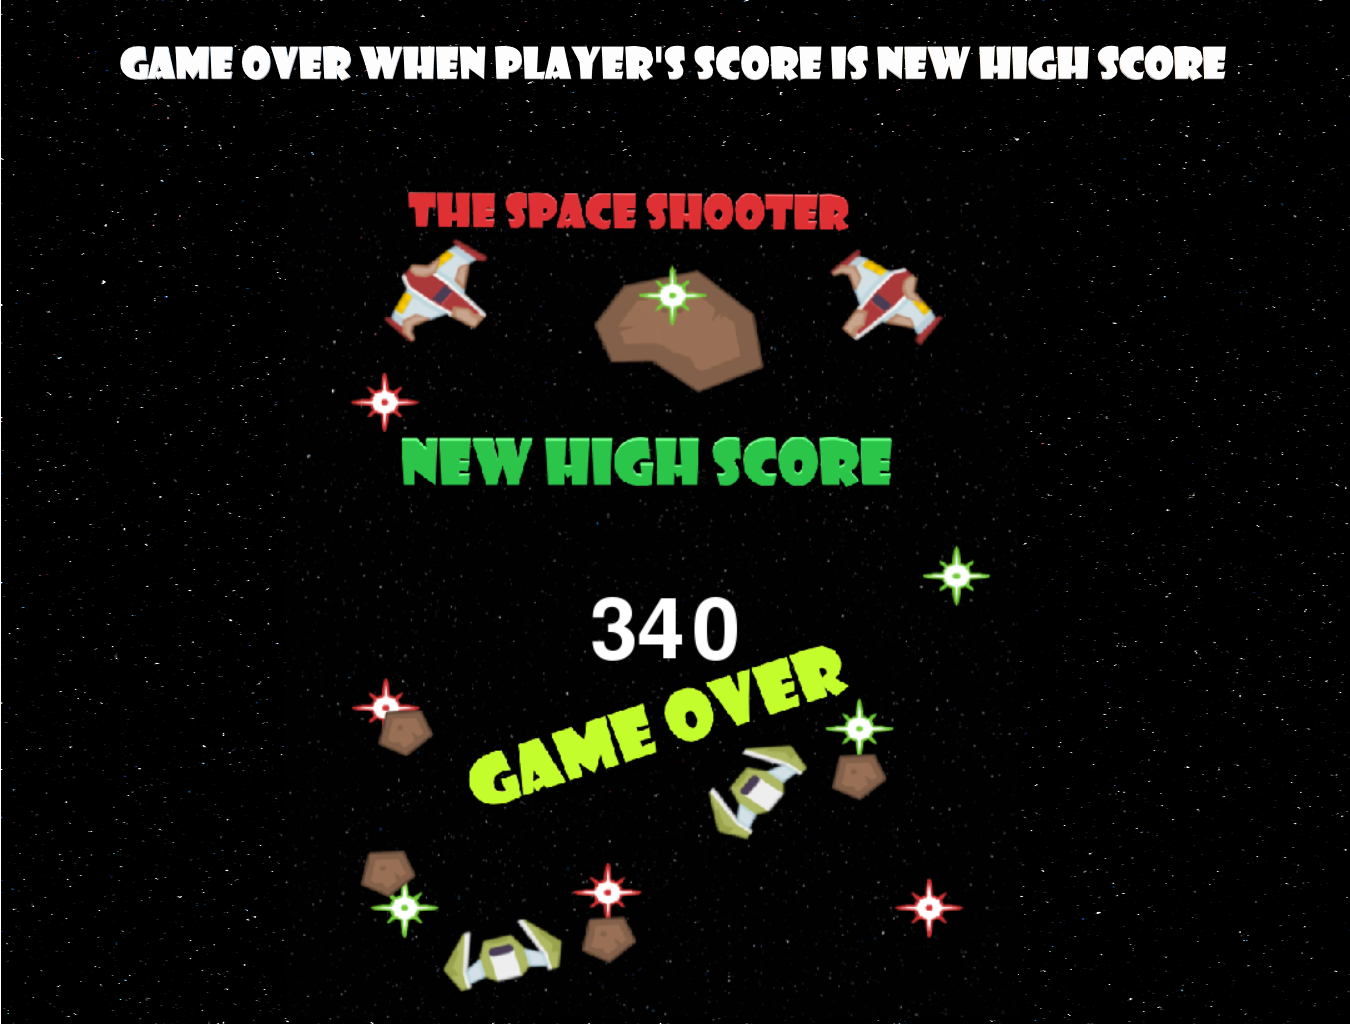 GAME OVER WHEN PLAYER'S SCORE IS NEW HIGH SCORE
THE SPACE SHOOTER
NEW HIGH SCORE
340
GAME OVER